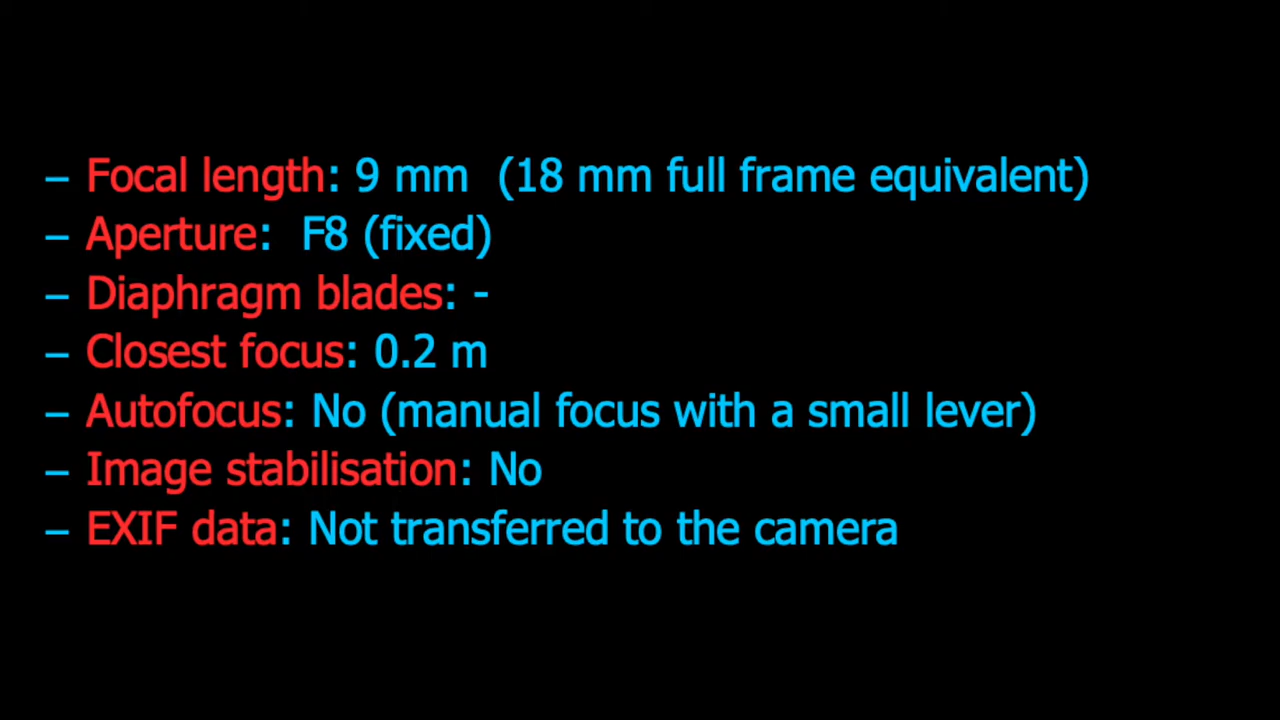 – Focal length: 9 mm  (18 mm full frame equivalent)
– Aperture:  F8 (fixed)
– Diaphragm blades: -
– Closest focus: 0.2 m
– Autofocus: No (manual focus with a small lever)
– Image stabilisation: No
– EXIF data: Not transferred to the camera